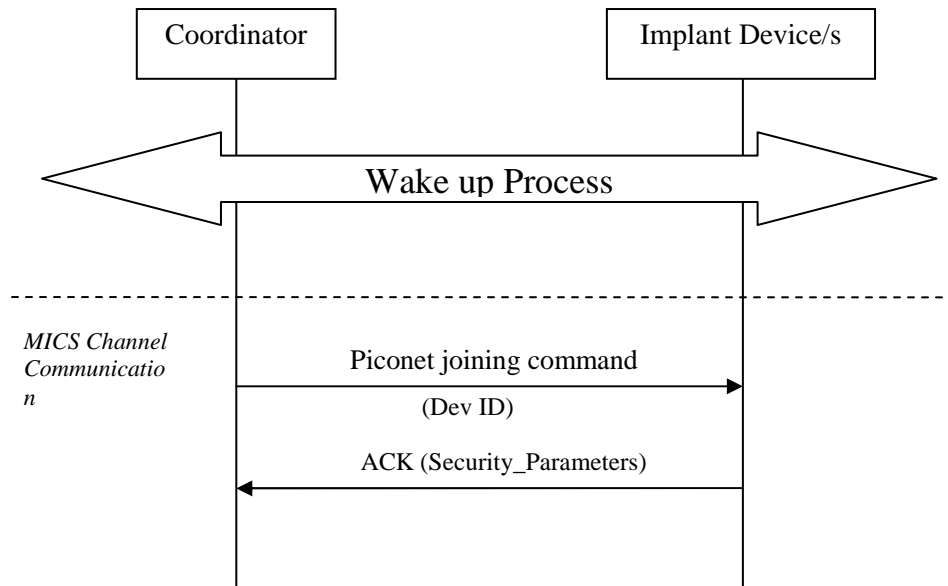 Coordinator
Implant Device/s
Wake up Process
MICS Channel
Communicatio
n
Piconet joining command
(Dev ID)
ACK (Security_Parameters)